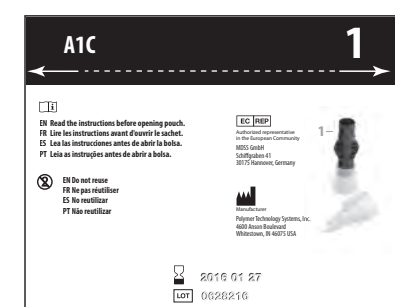 A1C
1
EN Read the instructions before opening pouch.
FR Lire les instructions avant d'ouvrir le sachet.
ES Lea las instrucciones antes de abrir la bolsa.
PT Leia as instruções antes de abrir a bolsa.
EN Do not reuse
FR Ne pas réutiliser
ES No reutilizar
PT Não reutilizar
EC REP
Authorized representative
in the European Community
MDSS GmbH
Schiffgraben 41
30175 Hannover, Germany
1
Manufacturer
Polymer Technology Systems, Inc.
4600 Anson Boulevard
Whitestown, IN 46075 USA
2016 01 27
LOT 0628216